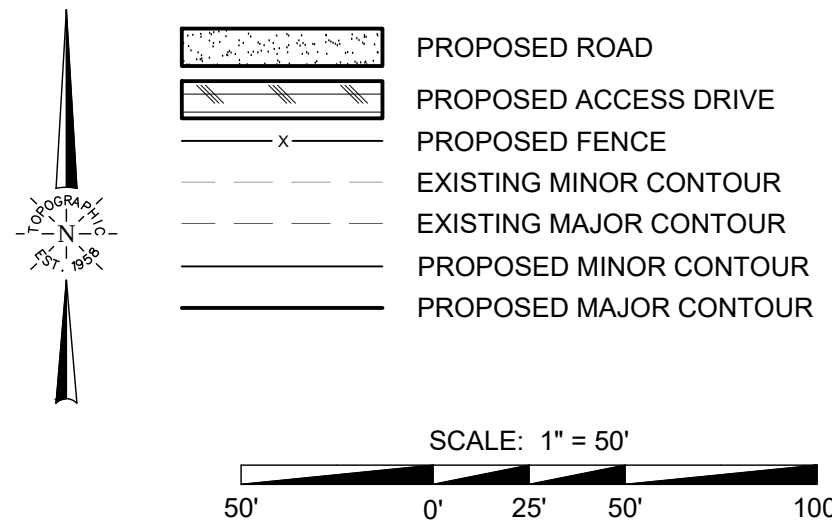 PROPOSED ROAD
PROPOSED ACCESS DRIVE
X
PROPOSED FENCE
EXISTING MINOR CONTOUR
EXISTING MAJOR CONTOUR
PROPOSED MINOR CONTOUR
PROPOSED MAJOR CONTOUR
TOPOGRAPHIC
N
EST. 1958
SCALE: 1" = 50'
50' 0' 25' 50' 100